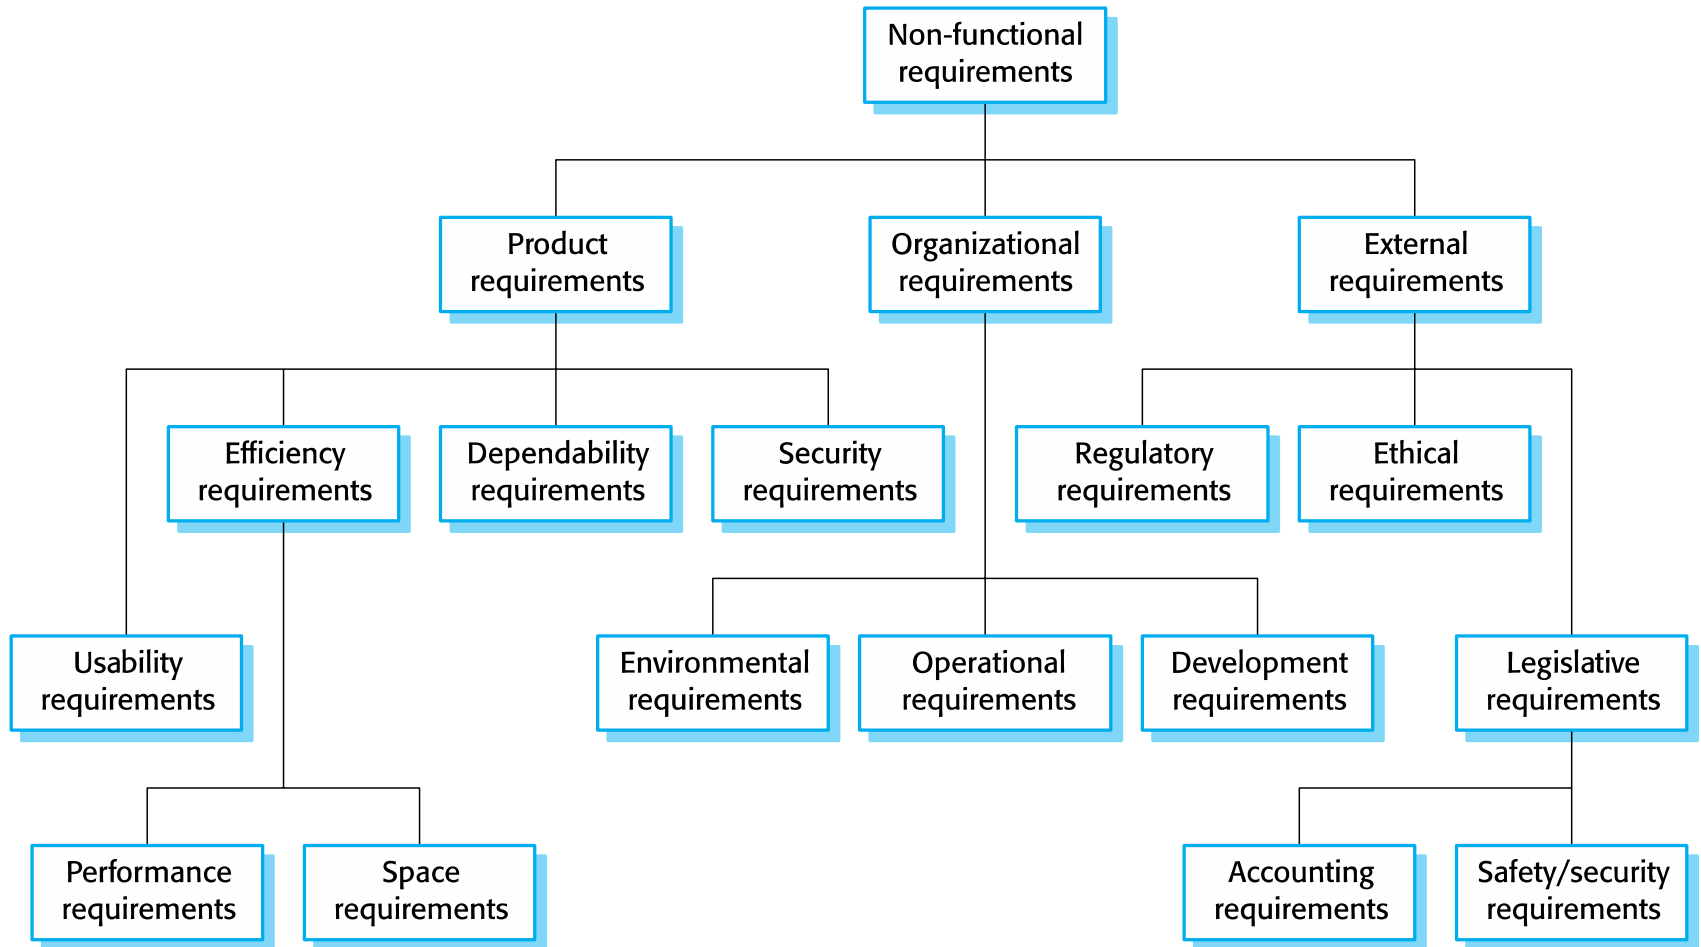 Non-functional
requirements
Product
requirements
Organizational
requirements
External
requirements
Efficiency
requirements
Dependability
requirements
Security
requirements
Regulatory
requirements
Ethical
requirements
Usability
requirements
Environmental
requirements
Operational
requirements
Development
requirements
Legislative
requirements
Performance
requirements
Space
requirements
Accounting
requirements
Safety/security
requirements